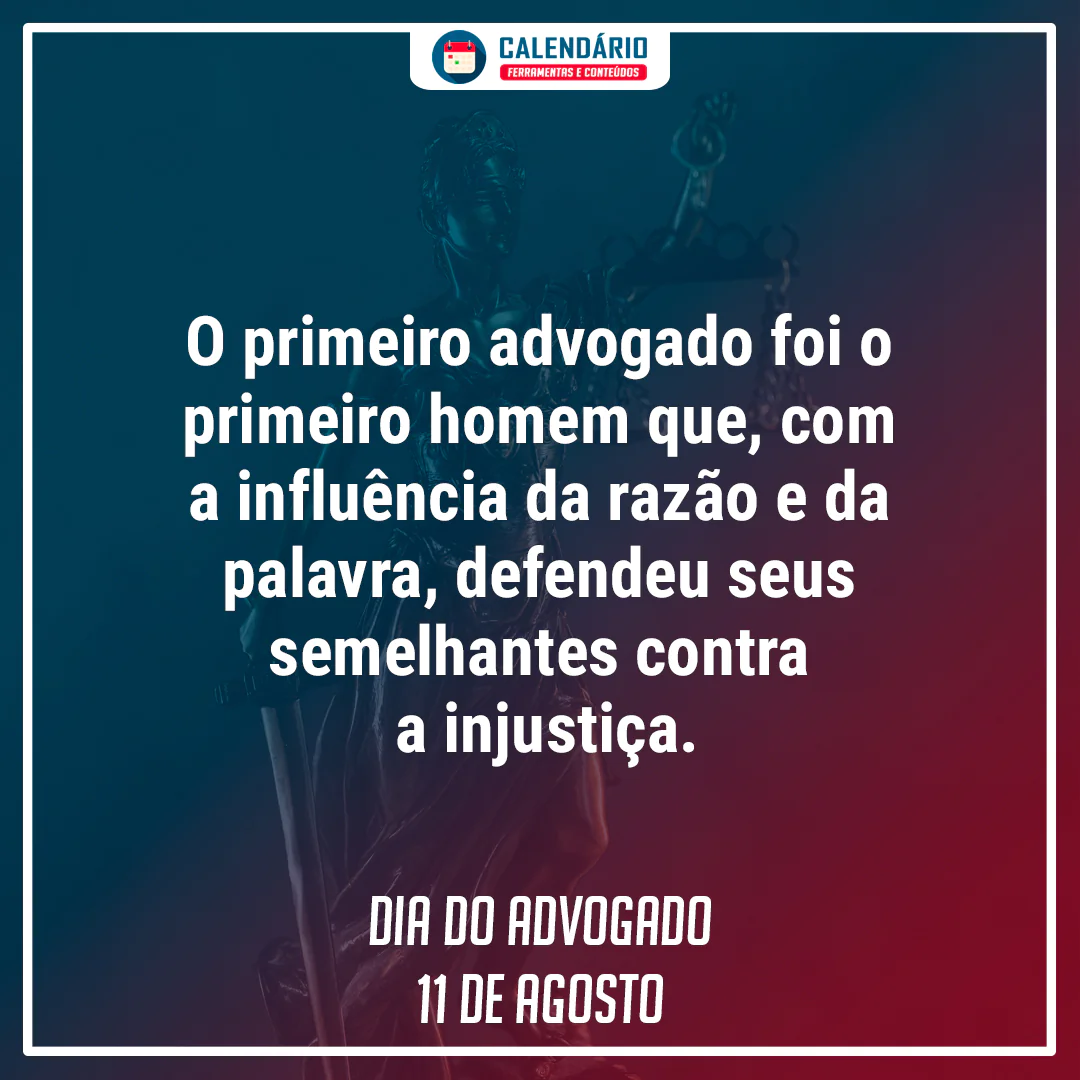 CALENDÁRIO
FERRAMENTAS E CONTEÚDOS
O primeiro advogado foi o
primeiro homem que, com
a influência da razão e da
palavra, defendeu seus
semelhantes contra
a injustiça.
DIA DO ADVOGADO
11 DE AGOSTO